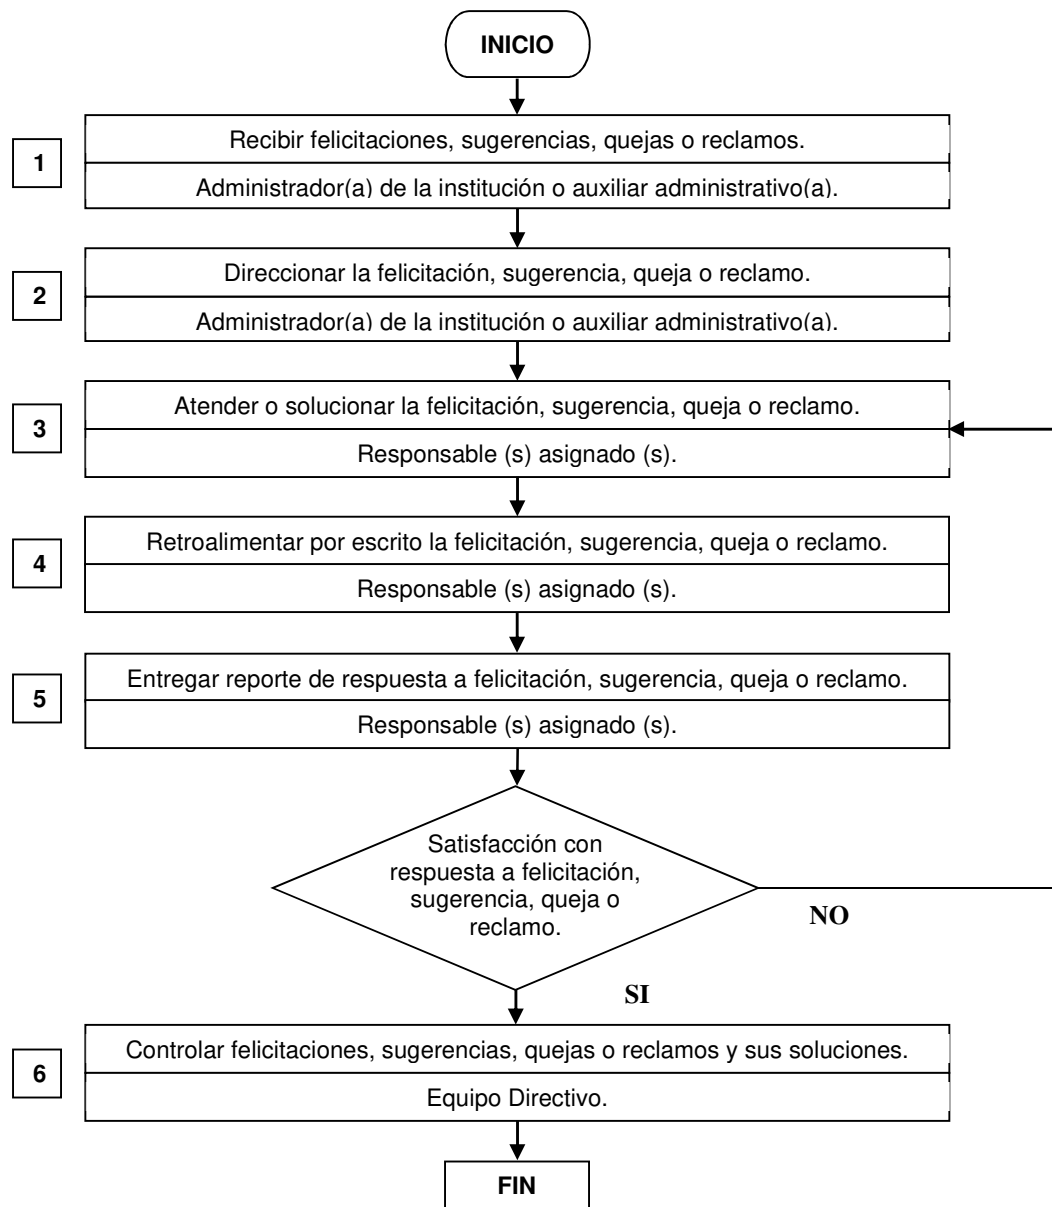 INICIO
1
Recibir felicitaciones, sugerencias, quejas o reclamos.
Administrador(a) de la institución o auxiliar administrativo(a).
2
Direccionar la felicitación, sugerencia, queja o reclamo.
Administrador(a) de la institución o auxiliar administrativo(a).
3
Atender o solucionar la felicitación, sugerencia, queja o reclamo.
Responsable (s) asignado (s).
4
Retroalimentar por escrito la felicitación, sugerencia, queja o reclamo.
Responsable (s) asignado (s).
5
Entregar reporte de respuesta a felicitación, sugerencia, queja o reclamo.
Responsable (s) asignado (s).
Satisfacción con
respuesta a felicitación,
sugerencia, queja o
reclamo.
NO
SI
6
Controlar felicitaciones, sugerencias, quejas o reclamos y sus soluciones.
Equipo Directivo.
FIN